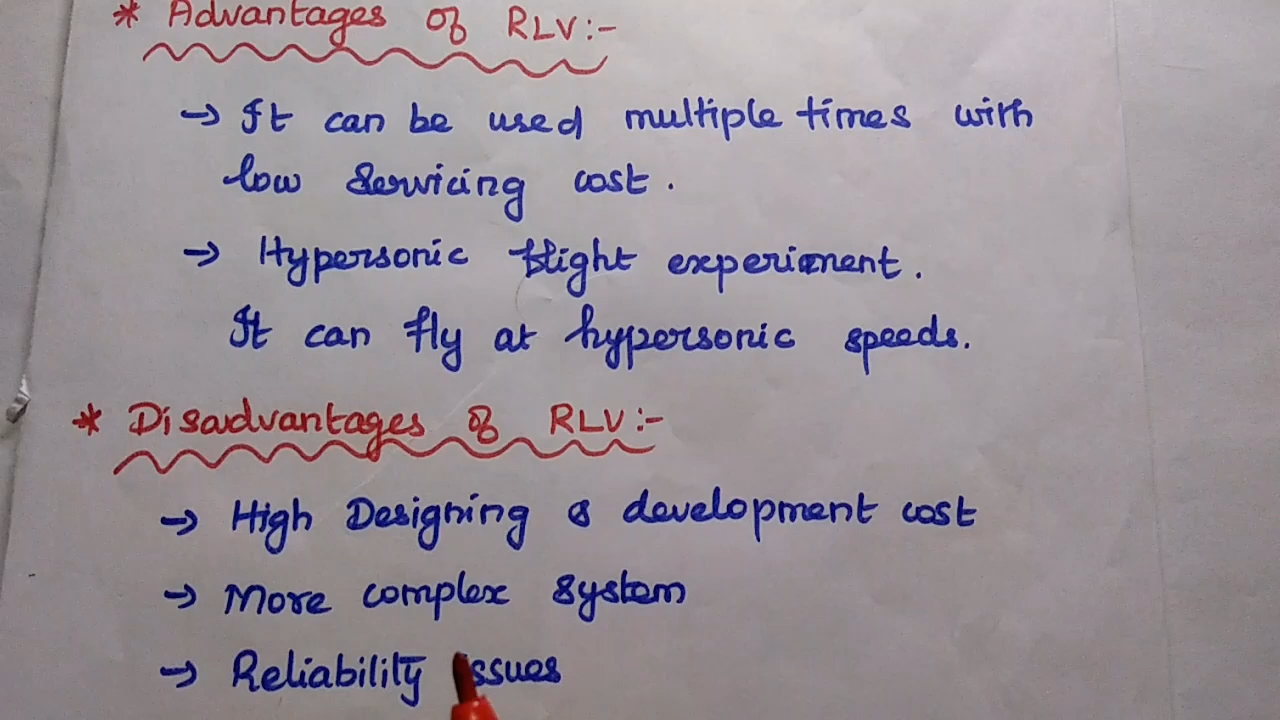 * Advantages of RLV:-
→ It can be used multiple times with
low servicing cost.
→ Hypersonic flight experiment.
It can fly at hypersonic speeds.
* Disadvantages of RLV:-
→ High Designing & development cost
→ More complex system
→ Reliability issues